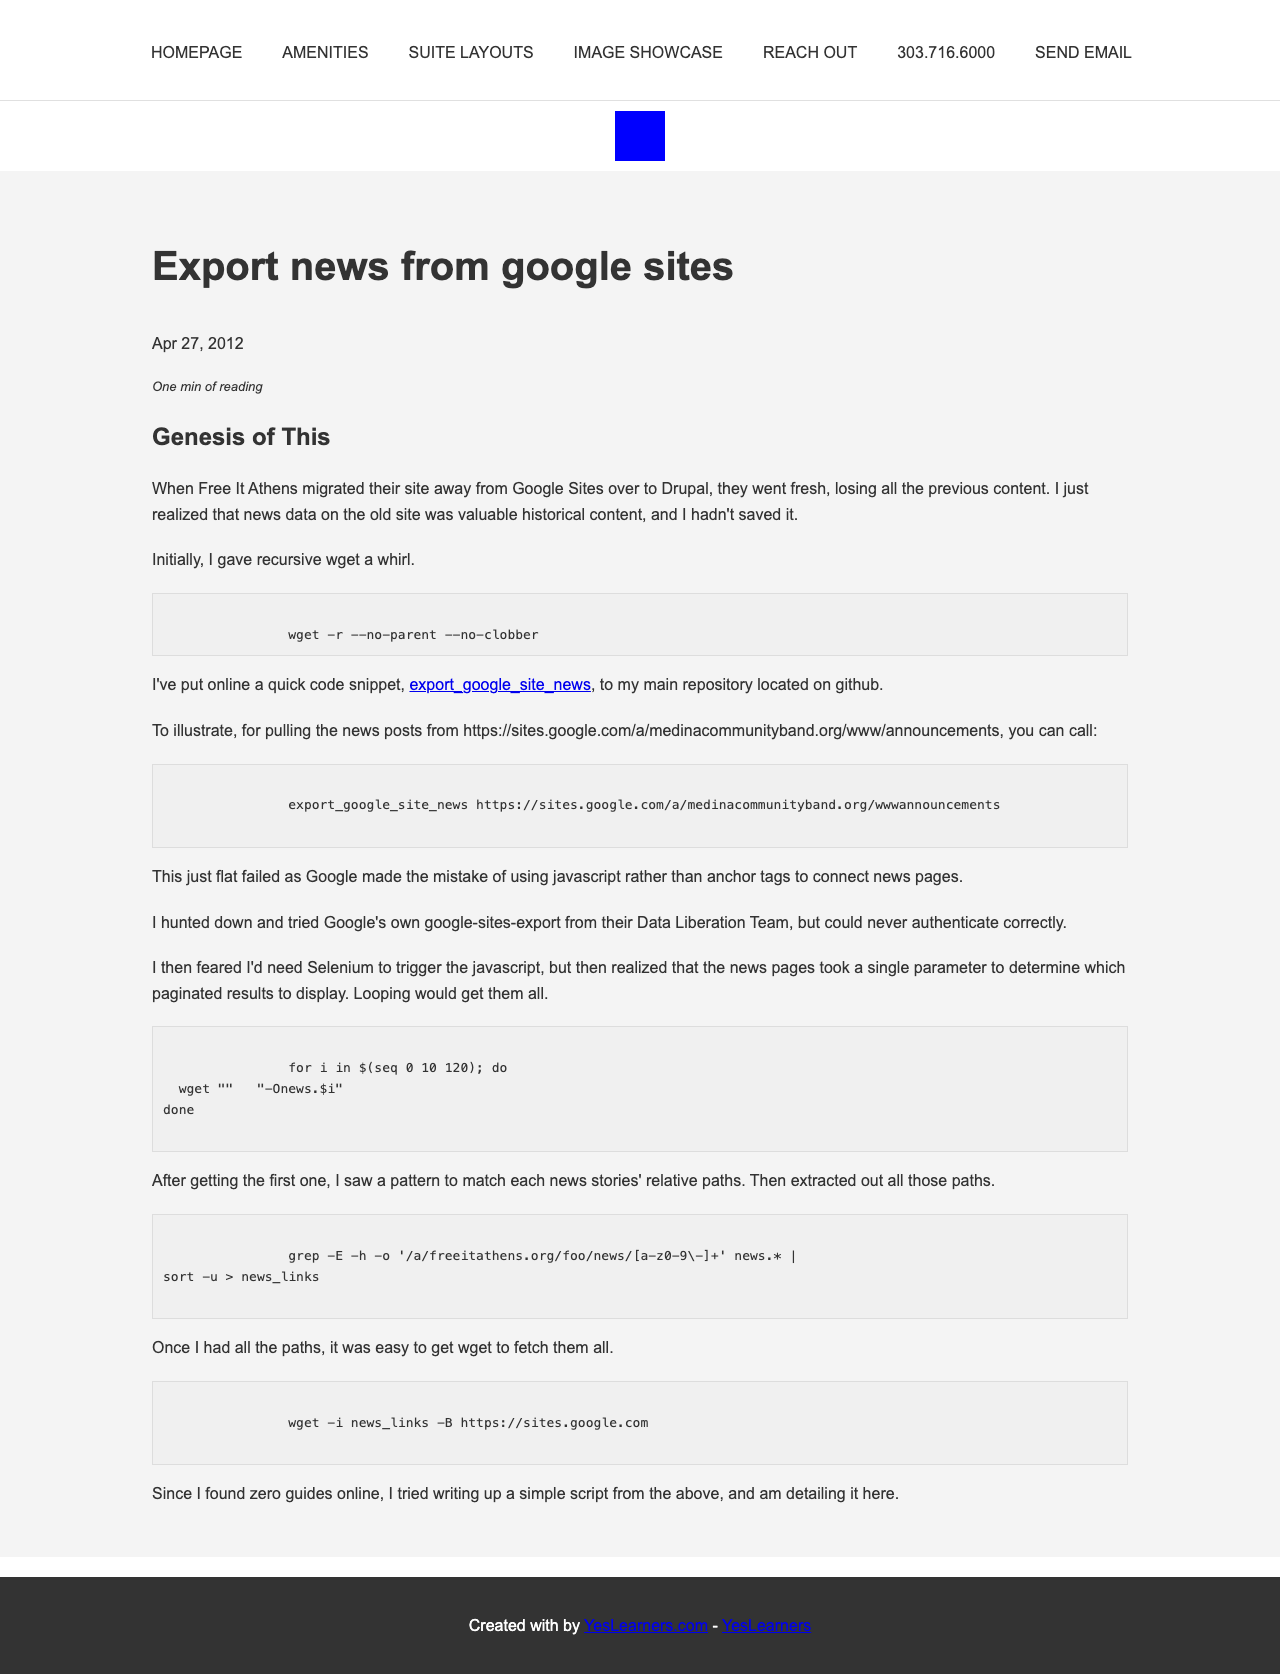 HOMEPAGE AMENITIES SUITE LAYOUTS IMAGE SHOWCASE REACH OUT 303.716.6000 SEND EMAIL
Export news from google sites
Apr 27, 2012
One min of reading
Genesis of This
When Free It Athens migrated their site away from Google Sites over to Drupal, they went fresh, losing all the previous content. I just
realized that news data on the old site was valuable historical content, and I hadn't saved it.
Initially, I gave recursive wget a whirl.
wget -r --no-parent --no-clobber
I've put online a quick code snippet, export_google_site_news, to my main repository located on github.
To illustrate, for pulling the news posts from https://sites.google.com/a/medinacommunityband.org/www/announcements, you can call:
export_google_site_news https://sites.google.com/a/medinacommunityband.org/wwwannouncements
This just flat failed as Google made the mistake of using javascript rather than anchor tags to connect news pages.
I hunted down and tried Google's own google-sites-export from their Data Liberation Team, but could never authenticate correctly.
I then feared I'd need Selenium to trigger the javascript, but then realized that the news pages took a single parameter to determine which
paginated results to display. Looping would get them all.
for i in $(seq 0 10 120); do
wget "" "-Onews.$i"
done
After getting the first one, I saw a pattern to match each news stories' relative paths. Then extracted out all those paths.
grep -E -h -o '/a/freeitathens.org/foo/news/[a-z0-9\-]+' news.* |
sort -u > news_links
Once I had all the paths, it was easy to get wget to fetch them all.
wget -i news_links -B https://sites.google.com
Since I found zero guides online, I tried writing up a simple script from the above, and am detailing it here.
Created with by YesLearners.com - YesLearners